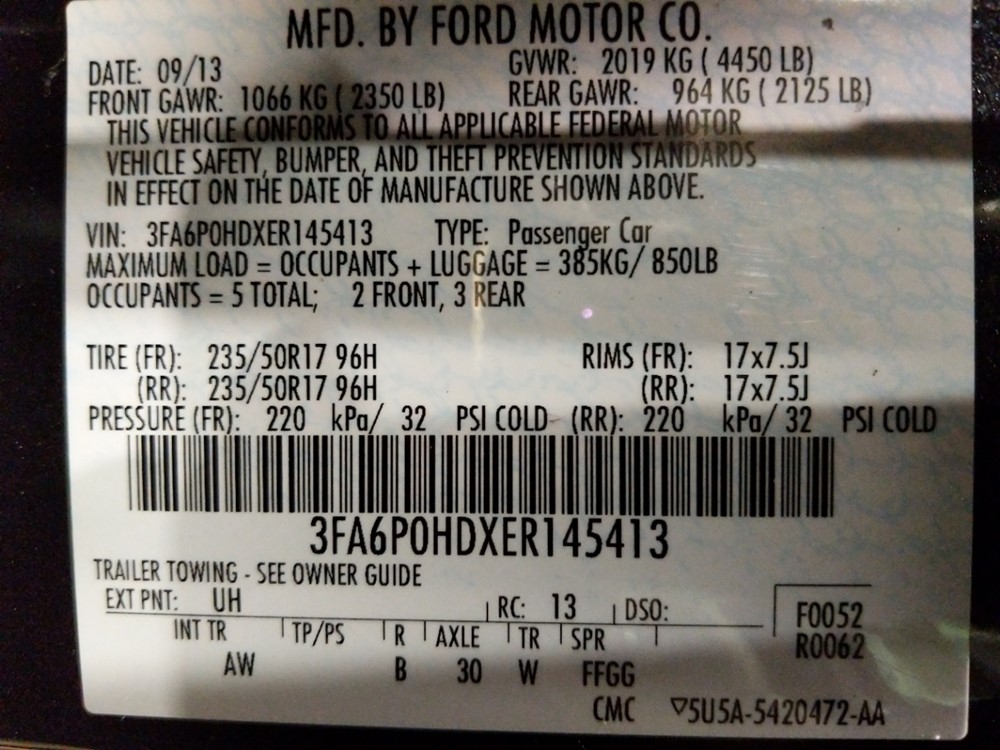 MFD. BY FORD MOTOR CO.
DATE: 09/13 GVWR: 2019 KG ( 4450 LB)
FRONT GAWR: 1066 KG ( 2350 LB) REAR GAWR: 964 KG ( 2125 LB)
THIS VEHICLE CONFORMS TO ALL APPLICABLE FEDERAL MOTOR
VEHICLE SAFETY, BUMPER, AND THEFT PREVENTION STANDARDS
IN EFFECT ON THE DATE OF MANUFACTURE SHOWN ABOVE.
VIN: 3FA6P0HDXER145413 TYPE: Passenger Car
MAXIMUM LOAD = OCCUPANTS + LUGGAGE = 385KG/ 850LB
OCCUPANTS = 5 TOTAL; 2 FRONT, 3 REAR
TIRE (FR): 235/50R17 96H RIMS (FR): 17x7.5J
(RR): 235/50R17 96H (RR): 17x7.5J
PRESSURE (FR): 220 kPa/ 32 PSI COLD (RR): 220 kPa/ 32 PSI COLD
3FA6P0HDXER145413
TRAILER TOWING - SEE OWNER GUIDE
EXT PNT: UH RC: 13 DSO: F0052
INT TR TP/PS R AXLE TR SPR R0062
AW B 30 W FFGG
CMC ▽5U5A-5420472-AA